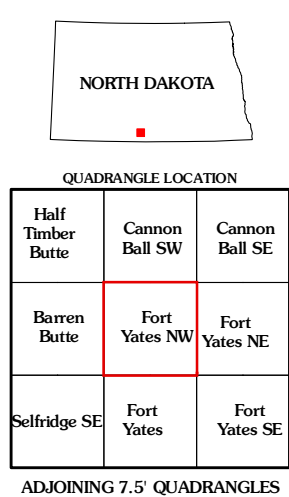 NORTH DAKOTA
QUADRANGLE LOCATION
Half
Timber
Butte
Cannon
Ball SW
Cannon
Ball SE
Barren
Butte
Fort
Yates NW
Fort
Yates NE
Selfridge SE
Fort
Yates
Fort
Yates SE
ADJOINING 7.5' QUADRANGLES